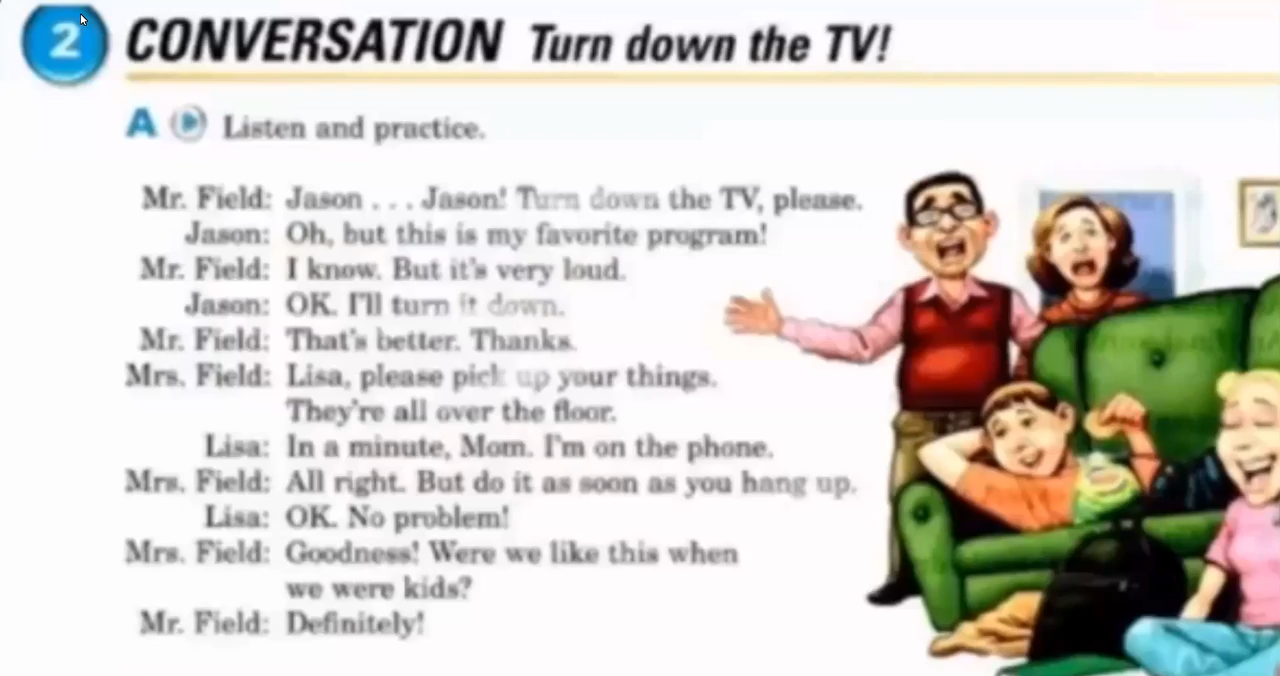 2 CONVERSATION Turn down the TV!
A Listen and practice.
Mr. Field: Jason . . . Jason! Turn down the TV, please.
Jason: Oh, but this is my favorite program!
Mr. Field: I know. But it's very loud.
Jason: OK. I'll turn it down.
Mr. Field: That's better. Thanks.
Mrs. Field: Lisa, please pick up your things.
They're all over the floor.
Lisa: In a minute, Mom. I'm on the phone.
Mrs. Field: All right. But do it as soon as you hang up.
Lisa: OK. No problem!
Mrs. Field: Goodness! Were we like this when
we were kids?
Mr. Field: Definitely!